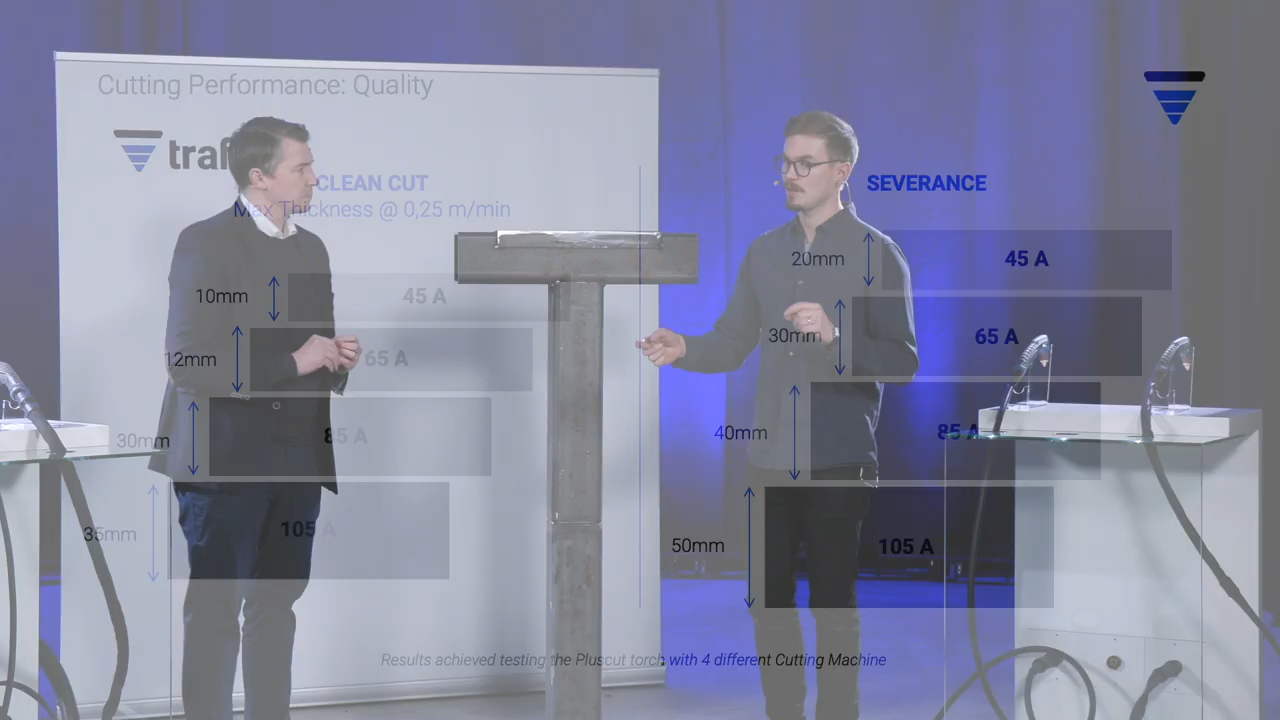 Cutting Performance: Quality
CLEAN CUT
Max Thickness @ 0,25 m/min
10mm
45 A
12mm
65 A
30mm
85 A
35mm
105 A
SEVERANCE
20mm
45 A
30mm
65 A
40mm
85 A
50mm
105 A
Results achieved testing the Pluscut torch with 4 different Cutting Machine